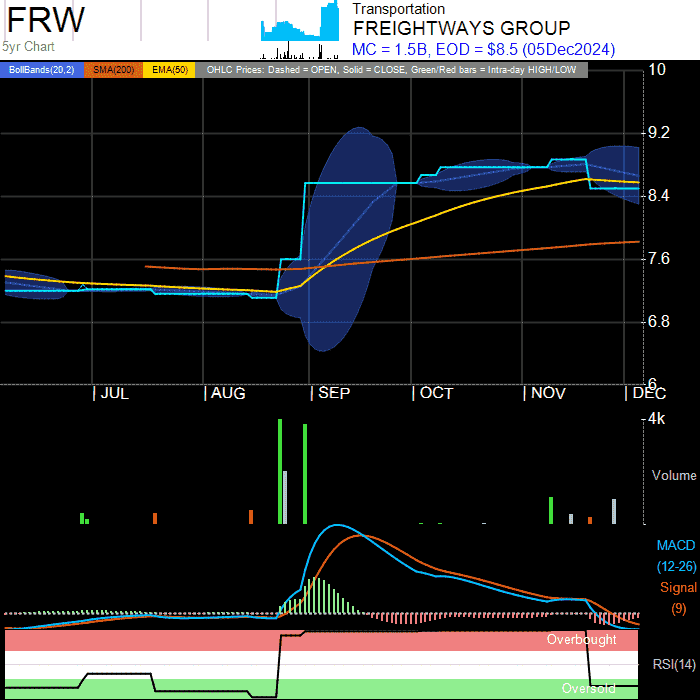 FRW
5yr Chart
Transportation
FREIGHTWAYS GROUP
MC = 1.5B, EOD = $8.5 (05Dec2024)
BollBands(20,2) SMA(200) EMA(50) OHLC Prices: Dashed = OPEN, Solid = CLOSE, Green/Red bars = Intra-day HIGH/LOW
10
9.2
8.4
7.6
6.8
6
JUL AUG SEP OCT NOV DEC
4k
Volume
MACD
(12-26)
Signal
(9)
Overbought
RSI(14)
Oversold